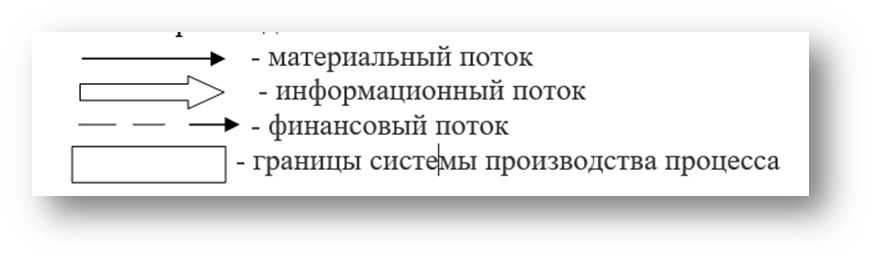 - материальный поток
- информационный поток
- финансовый поток
- границы системы производства процесса